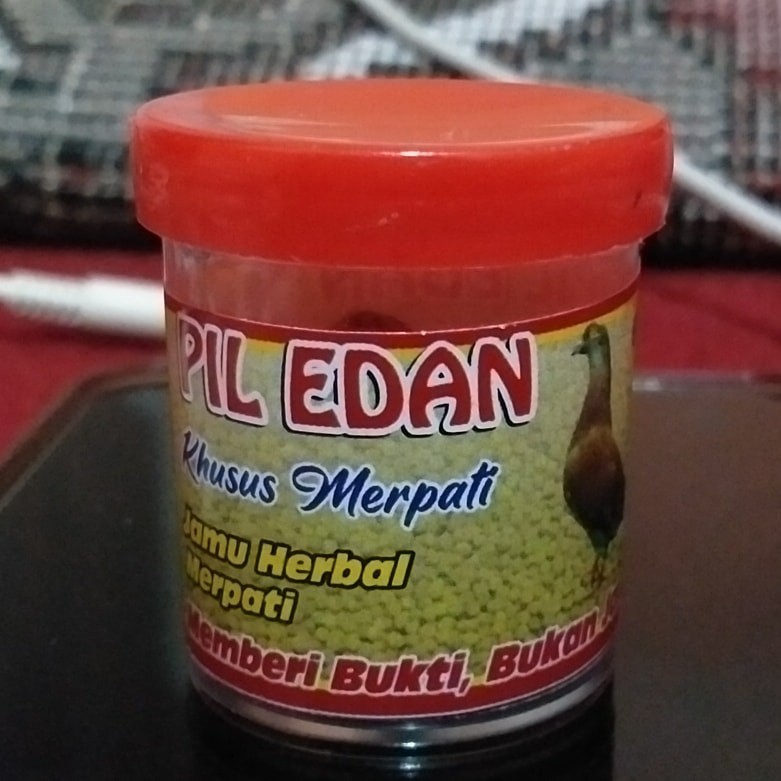 PIL EDAN
Khusus Merpati
Jamu Herbal
Merpati
Memberi Bukti, Bukan